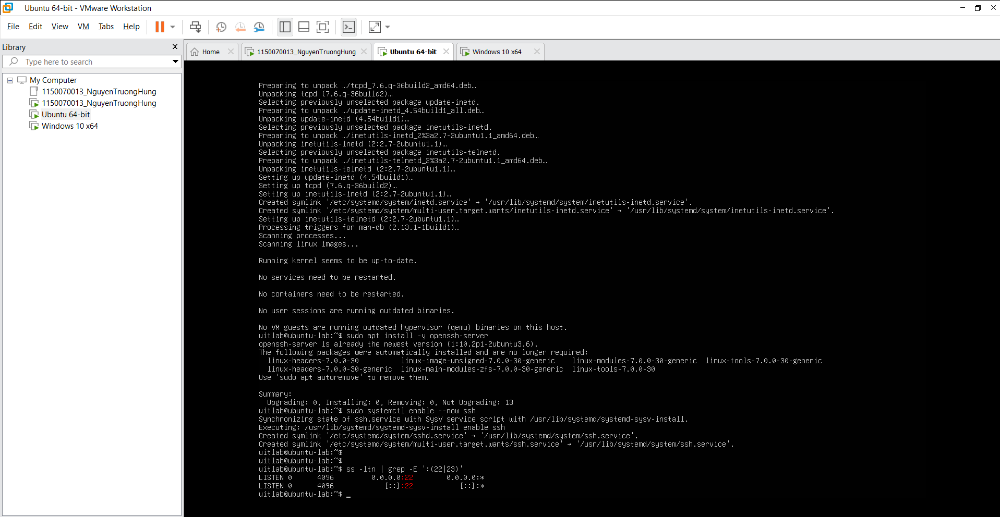 Ubuntu 64-bit - VMware Workstation
File Edit View VM Tabs Help
Library
Type here to search
My Computer
1150070013_NguyenTruongHung
1150070013_NguyenTruongHung
Ubuntu 64-bit
Windows 10 x64
Home 1150070013_NguyenTruongHung Ubuntu 64-bit Windows 10 x64
Preparing to unpack …/tcpd_7.6.q-36build2_amd64.deb…
Unpacking tcpd (7.6.q-36build2)…
Selecting previously unselected package update-inetd.
Preparing to unpack …/update-inetd_4.54build1_all.deb…
Unpacking update-inetd (4.54build1)…
Selecting previously unselected package inetutils-inetd.
Preparing to unpack …/inetutils-inetd_2%3a2.7-2ubuntu1.1_amd64.deb…
Unpacking inetutils-inetd (2:2.7-2ubuntu1.1)…
Selecting previously unselected package inetutils-telnetd.
Preparing to unpack …/inetutils-telnetd_2%3a2.7-2ubuntu1.1_amd64.deb…
Unpacking inetutils-telnetd (2:2.7-2ubuntu1.1)…
Setting up update-inetd (4.54build1)…
Setting up tcpd (7.6.q-36build2)…
Setting up inetutils-inetd (2:2.7-2ubuntu1.1)…
Created symlink '/etc/systemd/system/inetd.service' → '/usr/lib/systemd/system/inetutils-inetd.service'.
Created symlink '/etc/systemd/system/multi-user.target.wants/inetutils-inetd.service' → '/usr/lib/systemd/system/inetutils-inetd.service'.
Setting up inetutils-telnetd (2:2.7-2ubuntu1.1)…
Processing triggers for man-db (2.13.1-1build1)…
Scanning processes...
Scanning linux images...
Running kernel seems to be up-to-date.
No services need to be restarted.
No containers need to be restarted.
No user sessions are running outdated binaries.
No VM guests are running outdated hypervisor (qemu) binaries on this host.
uitlab@ubuntu-lab:~$ sudo apt install -y openssh-server
openssh-server is already the newest version (1:10.2p1-2ubuntu3.6).
The following packages were automatically installed and are no longer required:
linux-headers-7.0.0-30 linux-image-unsigned-7.0.0-30-generic linux-modules-7.0.0-30-generic linux-tools-7.0.0-30-generic
linux-headers-7.0.0-30-generic linux-main-modules-zfs-7.0.0-30-generic linux-tools-7.0.0-30
Use 'sudo apt autoremove' to remove them.
Summary:
Upgrading: 0, Installing: 0, Removing: 0, Not Upgrading: 13
uitlab@ubuntu-lab:~$ sudo systemctl enable --now ssh
Synchronizing state of ssh.service with SysV service script with /usr/lib/systemd/systemd-sysv-install.
Executing: /usr/lib/systemd/systemd-sysv-install enable ssh
Created symlink '/etc/systemd/system/sshd.service' → '/usr/lib/systemd/system/ssh.service'.
Created symlink '/etc/systemd/system/multi-user.target.wants/ssh.service' → '/usr/lib/systemd/system/ssh.service'.
uitlab@ubuntu-lab:~$
uitlab@ubuntu-lab:~$
uitlab@ubuntu-lab:~$ ss -ltn | grep -E ':(22|23)'
LISTEN 0 4096 0.0.0.0:22 0.0.0.0:*
LISTEN 0 4096 [::]:22 [::]:*
uitlab@ubuntu-lab:~$ _